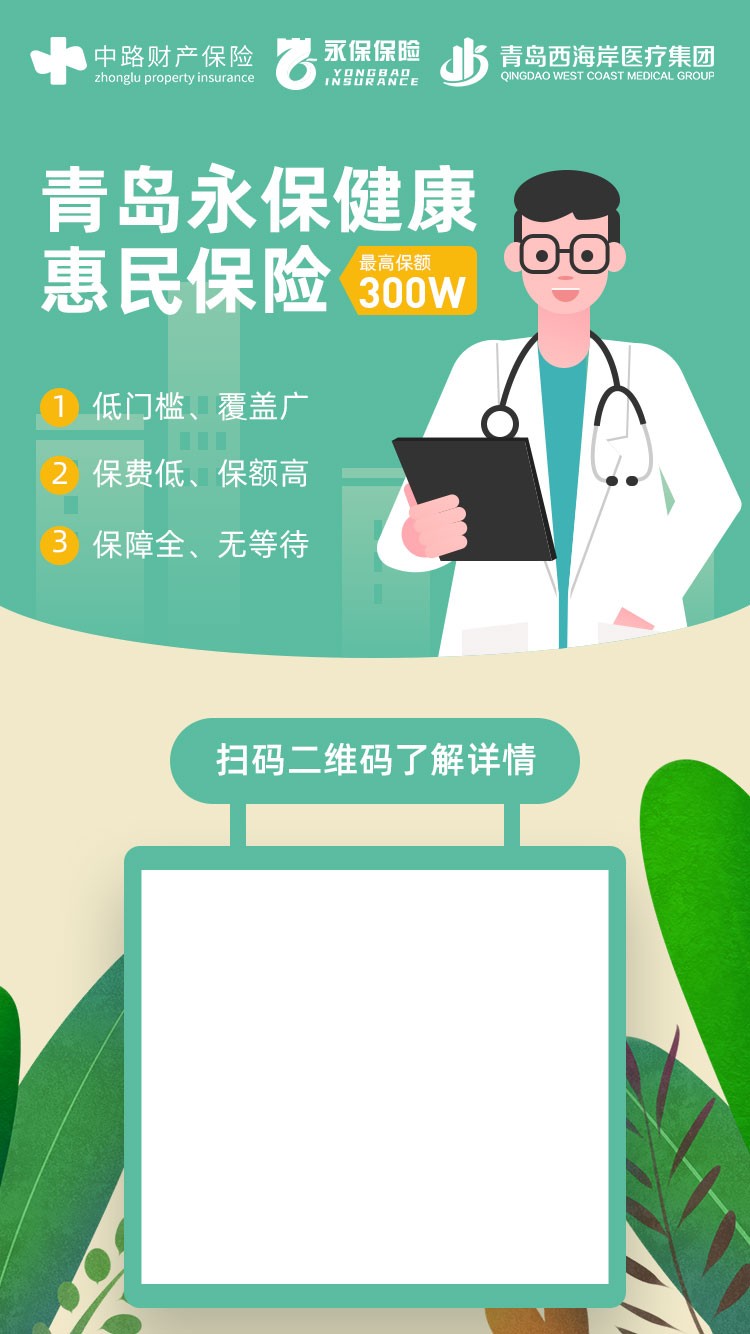 中路财产保险
zhonglu property insurance
永保保险
YONGBAO
INSURANCE
青岛西海岸医疗集团
QINGDAO WEST COAST MEDICAL GROUP
青岛永保健康
惠民保险
最高保额
300W
1 低门槛、覆盖广
2 保费低、保额高
3 保障全、无等待
扫码二维码了解详情